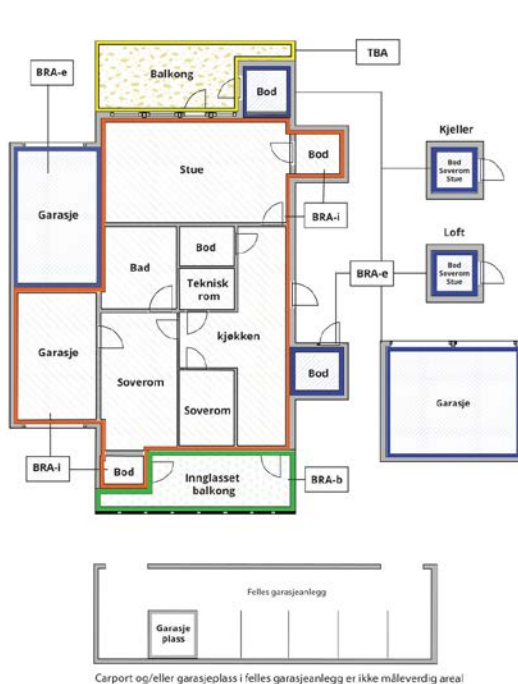 TBA
BRA-e
Balkong
Bod
Kjeller
Bod
Soverom
Stue
Stue
Bod
BRA-i
Garasje
Loft
Bod
Soverom
Stue
Bad
Bod
Teknisk
rom
BRA-e
kjøkken
Garasje
Soverom
Soverom
Bod
Garasje
BRA-i
Bod
Innglasset
balkong
BRA-b
Felles garasjeanlegg
Garasje
plass
Carport og/eller garasjeplass i felles garasjeanlegg er ikke måleverdig areal